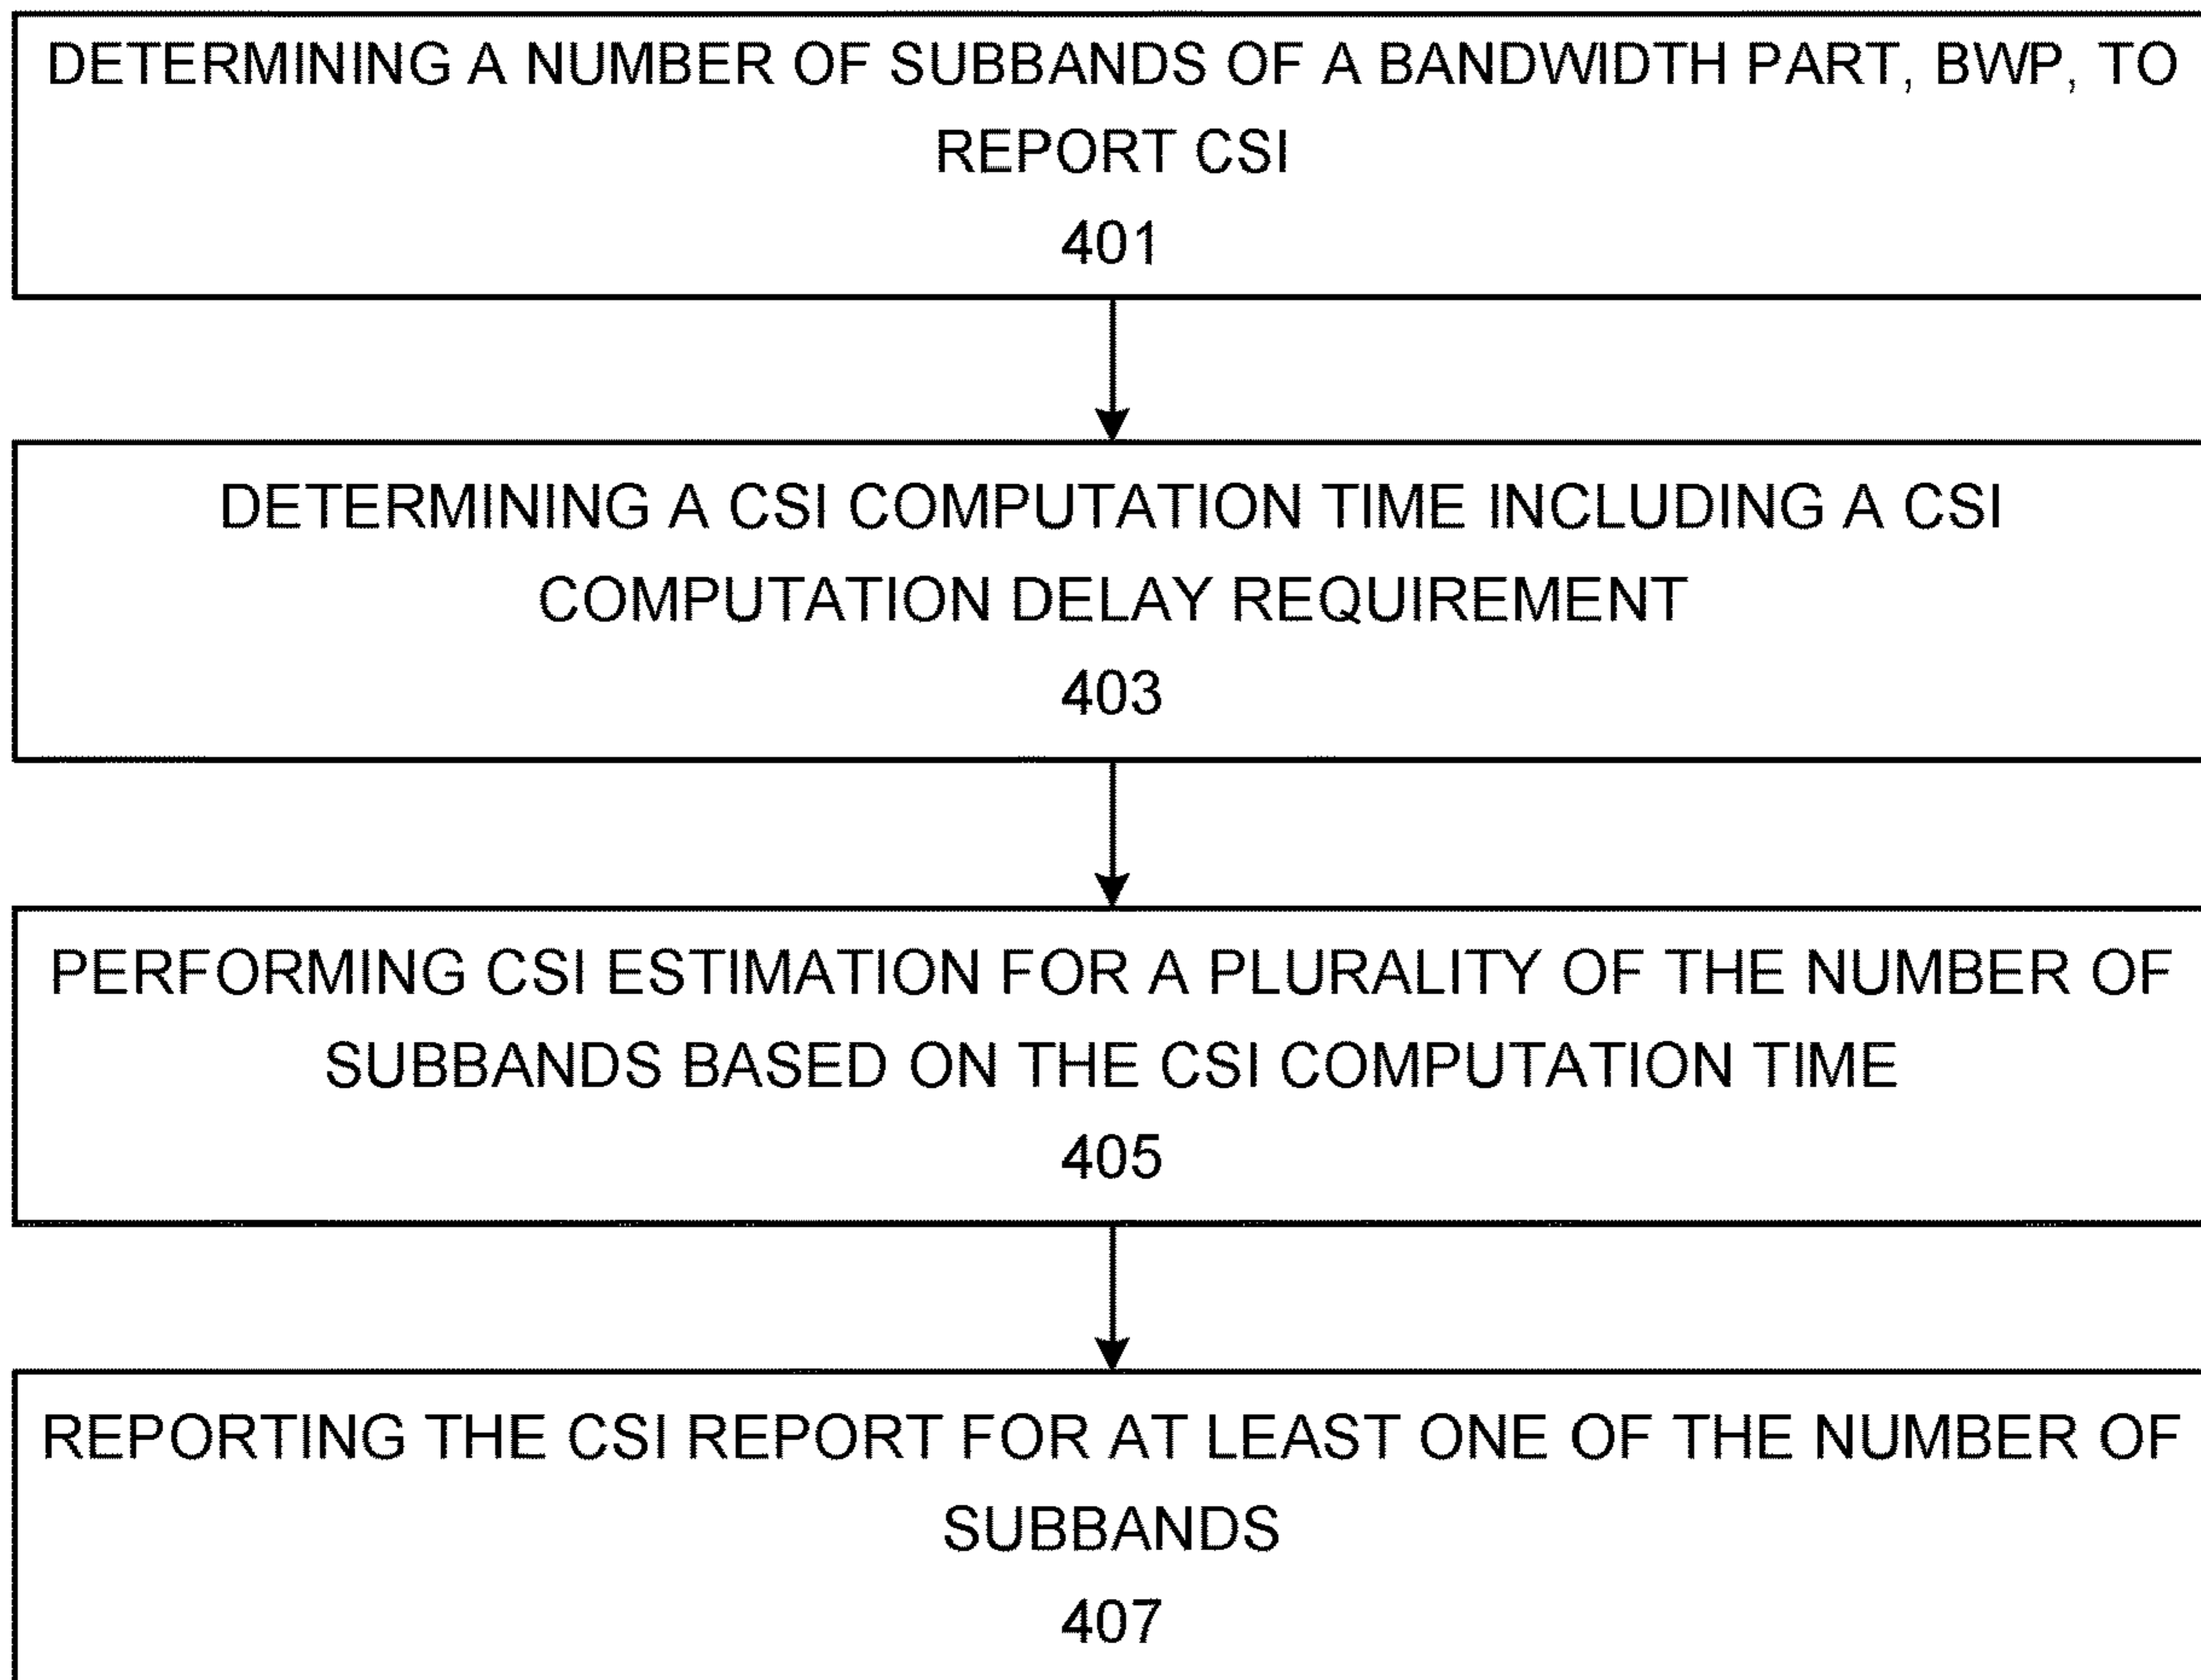 DETERMINING A NUMBER OF SUBBANDS OF A BANDWIDTH PART, BWP, TO
REPORT CSI
401
DETERMINING A CSI COMPUTATION TIME INCLUDING A CSI
COMPUTATION DELAY REQUIREMENT
403
PERFORMING CSI ESTIMATION FOR A PLURALITY OF THE NUMBER OF
SUBBANDS BASED ON THE CSI COMPUTATION TIME
405
REPORTING THE CSI REPORT FOR AT LEAST ONE OF THE NUMBER OF
SUBBANDS
407